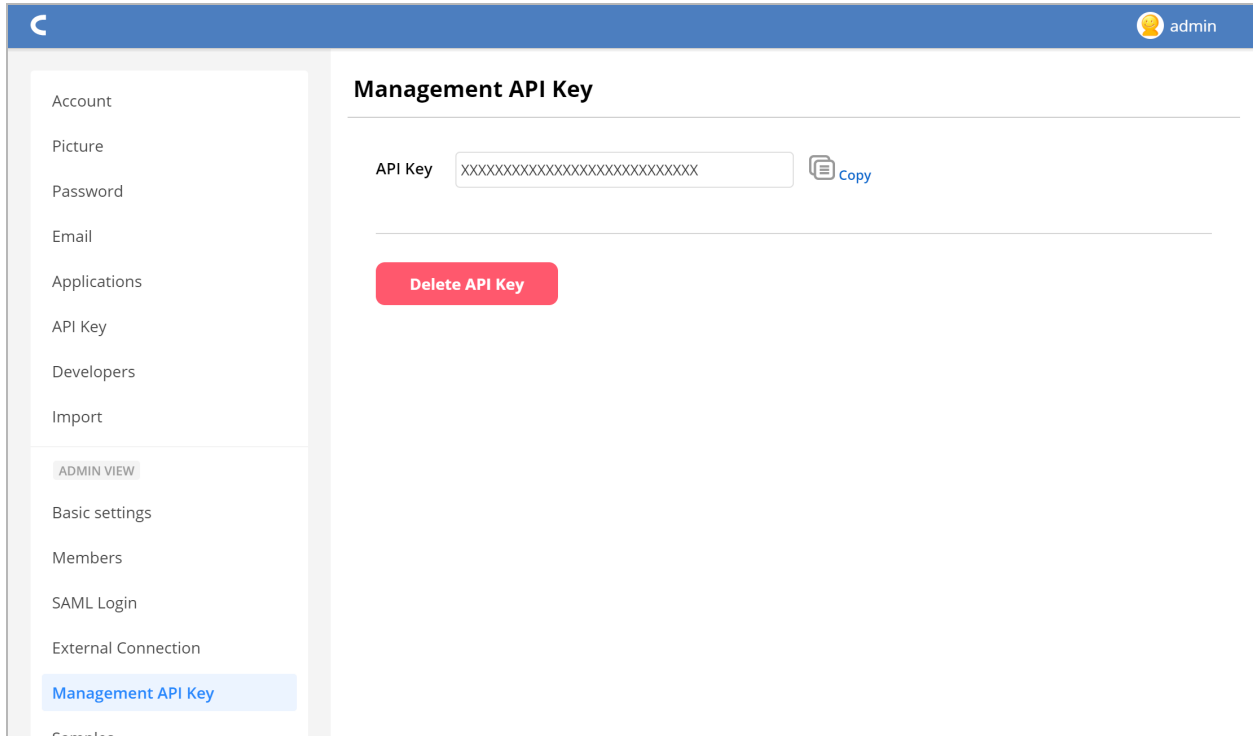 admin
Account
Picture
Password
Email
Applications
API Key
Developers
Import
ADMIN VIEW
Basic settings
Members
SAML Login
External Connection
Management API Key
Management API Key
API Key XXXXXXXXXXXXXXXXXXXXXXXXXXXX Copy
Delete API Key